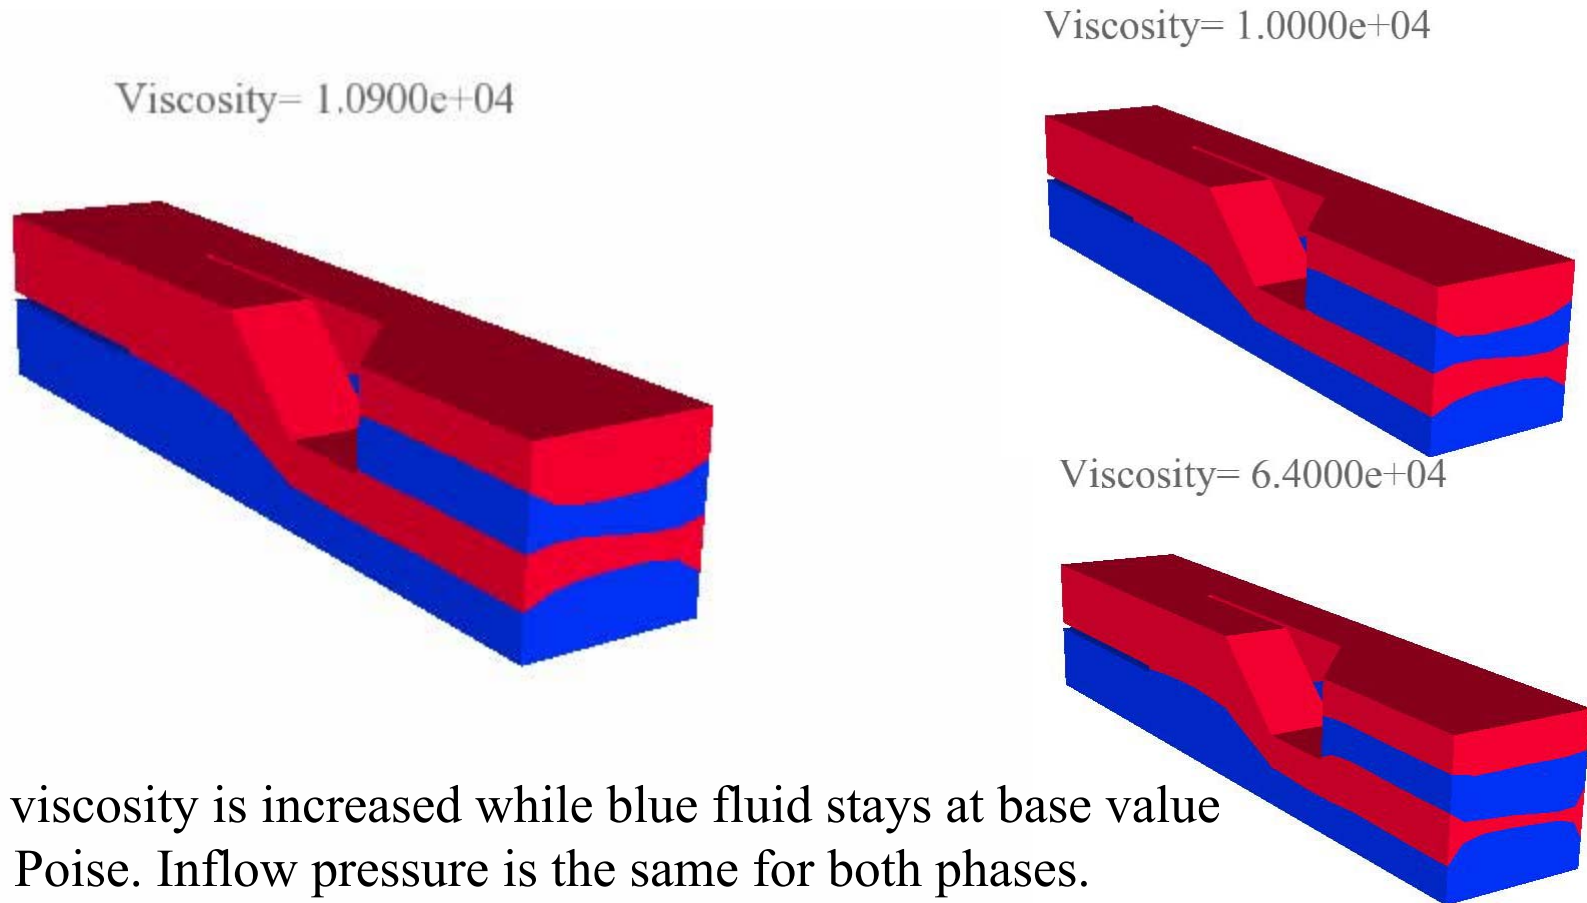 Viscosity= 1.0000e+04
Viscosity= 1.0900e+04
Viscosity= 6.4000e+04
viscosity is increased while blue fluid stays at base value
Poise. Inflow pressure is the same for both phases.